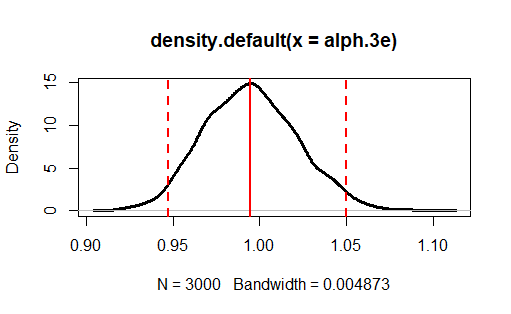 density.default(x = alph.3e)
Density
15
10
5
0
0.90 0.95 1.00 1.05 1.10
N = 3000 Bandwidth = 0.004873